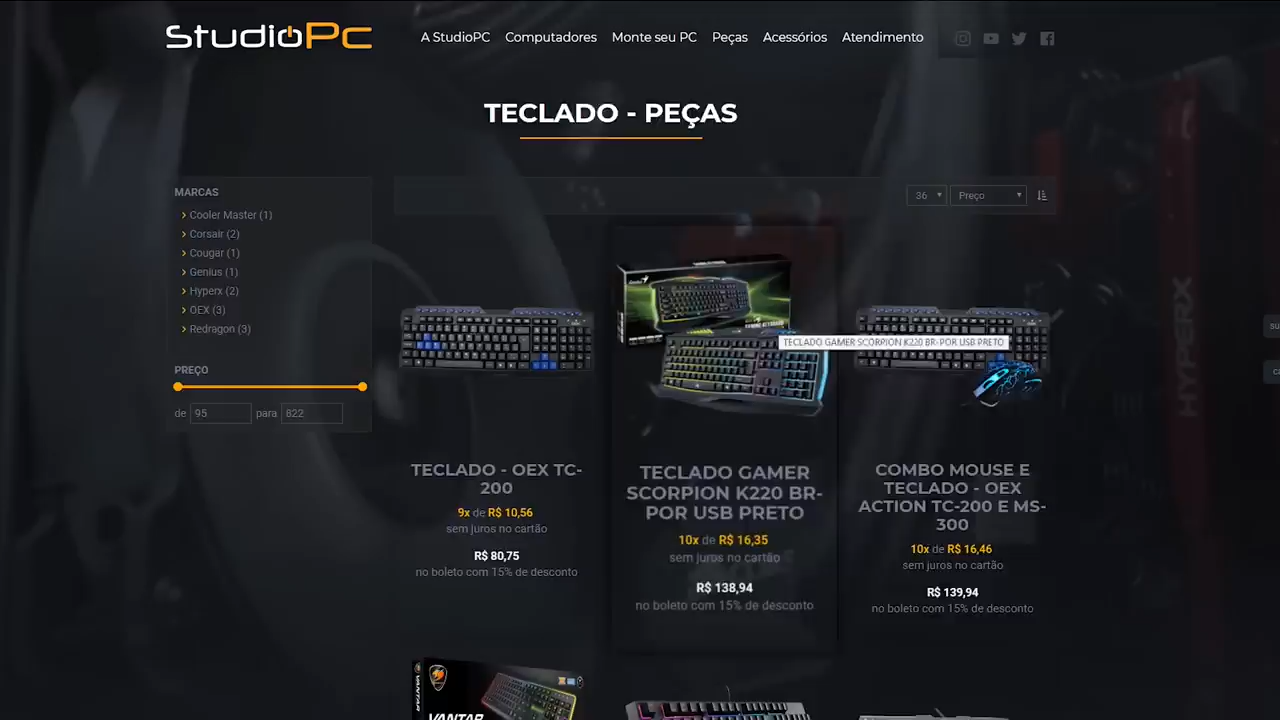 StudioPc
A StudioPC Computadores Monte seu PC Peças Acessórios Atendimento
TECLADO - PEÇAS
MARCAS
Cooler Master (1)
Corsair (2)
Cougar (1)
Genius (1)
Hyperx (2)
OEX (3)
Redragon (3)
PREÇO
de 95 para 822
36 Preço
TECLADO GAMER SCORPION K220 BR-POR USB PRETO
TECLADO - OEX TC-
200
9x de R$ 10,56
sem juros no cartão
R$ 80,75
no boleto com 15% de desconto
TECLADO GAMER
SCORPION K220 BR-
POR USB PRETO
10x de R$ 16,35
sem juros no cartão
R$ 138,94
no boleto com 15% de desconto
COMBO MOUSE E
TECLADO - OEX
ACTION TC-200 E MS-
300
10x de R$ 16,46
sem juros no cartão
R$ 139,94
no boleto com 15% de desconto
HYPERX
VANTAR
VANTAR